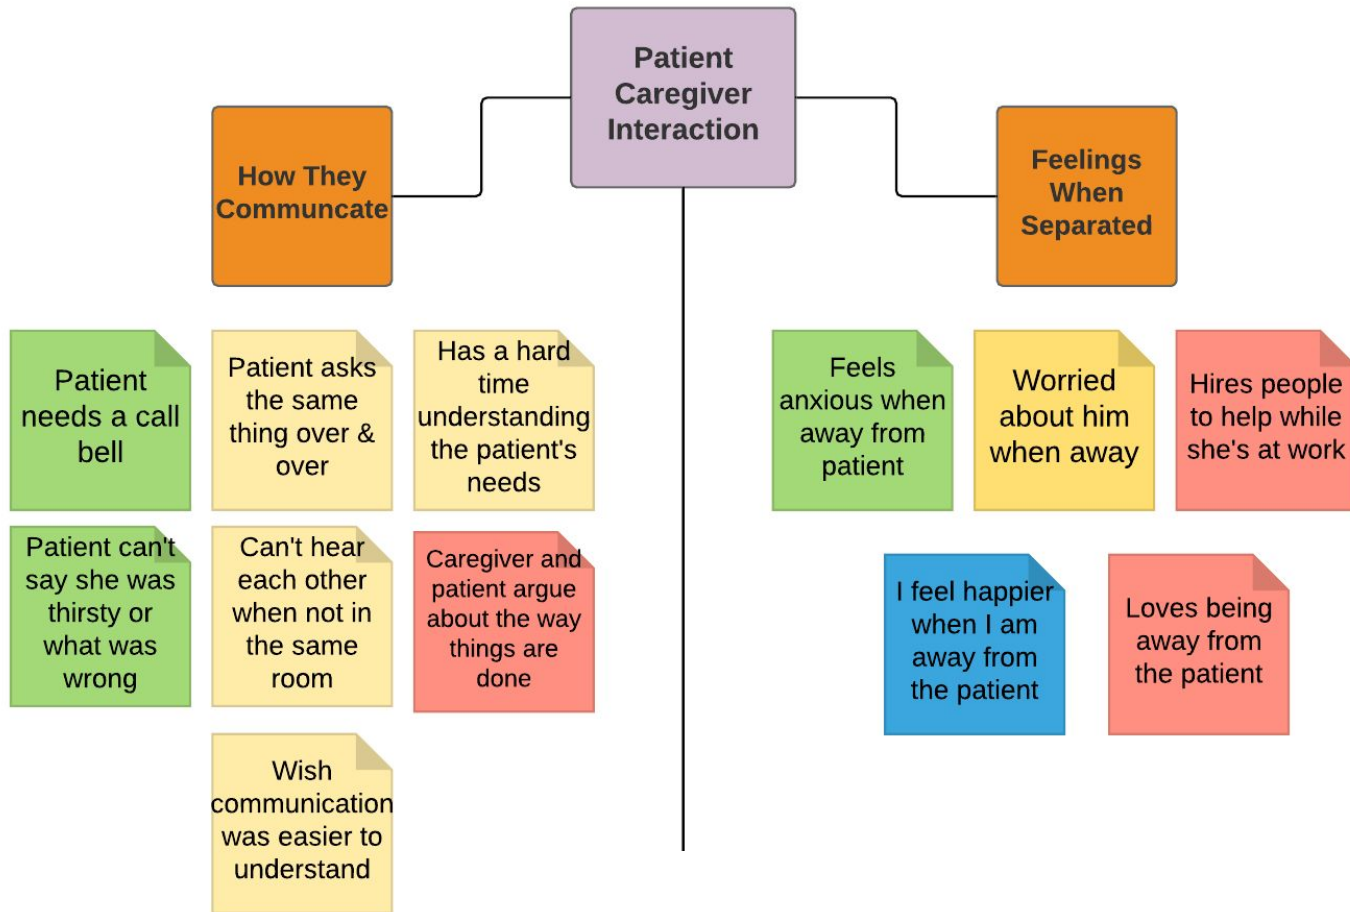 Patient
Caregiver
Interaction
How They
Communcate
Feelings
When
Separated
Patient
needs a call
bell
Patient asks
the same
thing over &
over
Has a hard
time
understanding
the patient's
needs
Patient can't
say she was
thirsty or
what was
wrong
Can't hear
each other
when not in
the same
room
Caregiver and
patient argue
about the way
things are
done
Wish
communication
was easier to
understand
Feels
anxious when
away from
patient
Worried
about him
when away
Hires people
to help while
she's at work
I feel happier
when I am
away from
the patient
Loves being
away from
the patient